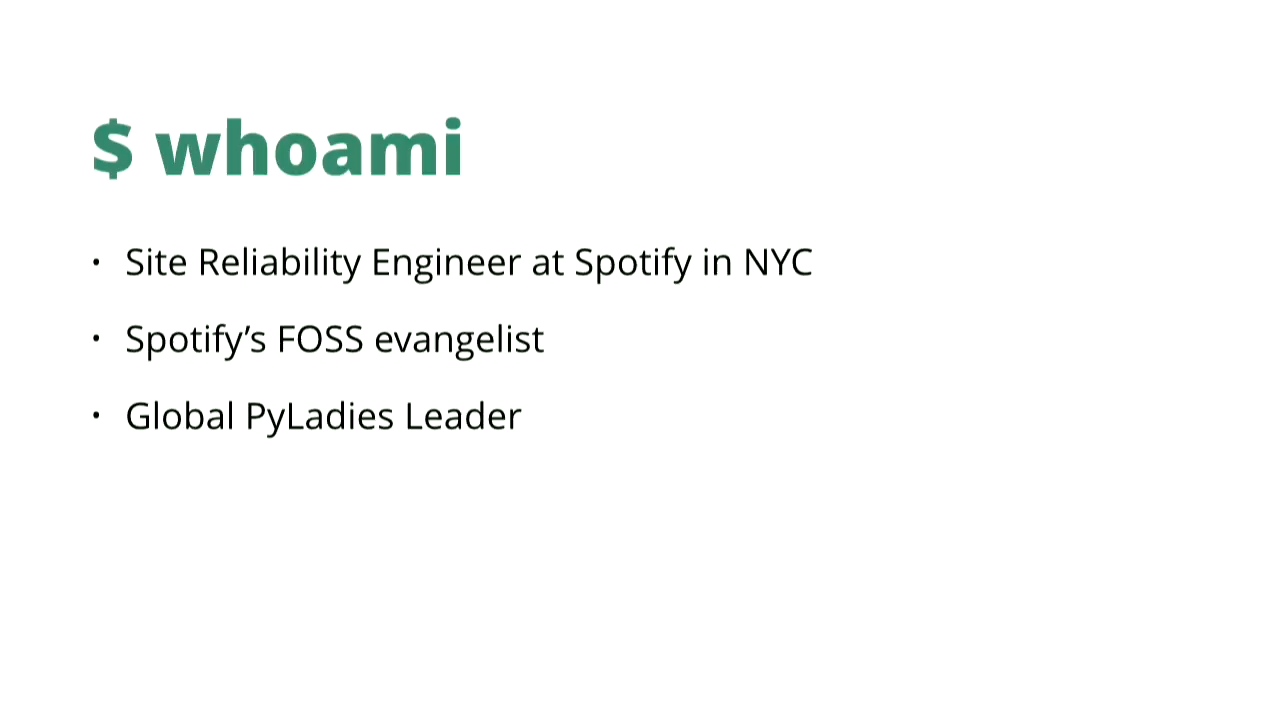 $ whoami
• Site Reliability Engineer at Spotify in NYC
• Spotify’s FOSS evangelist
• Global PyLadies Leader